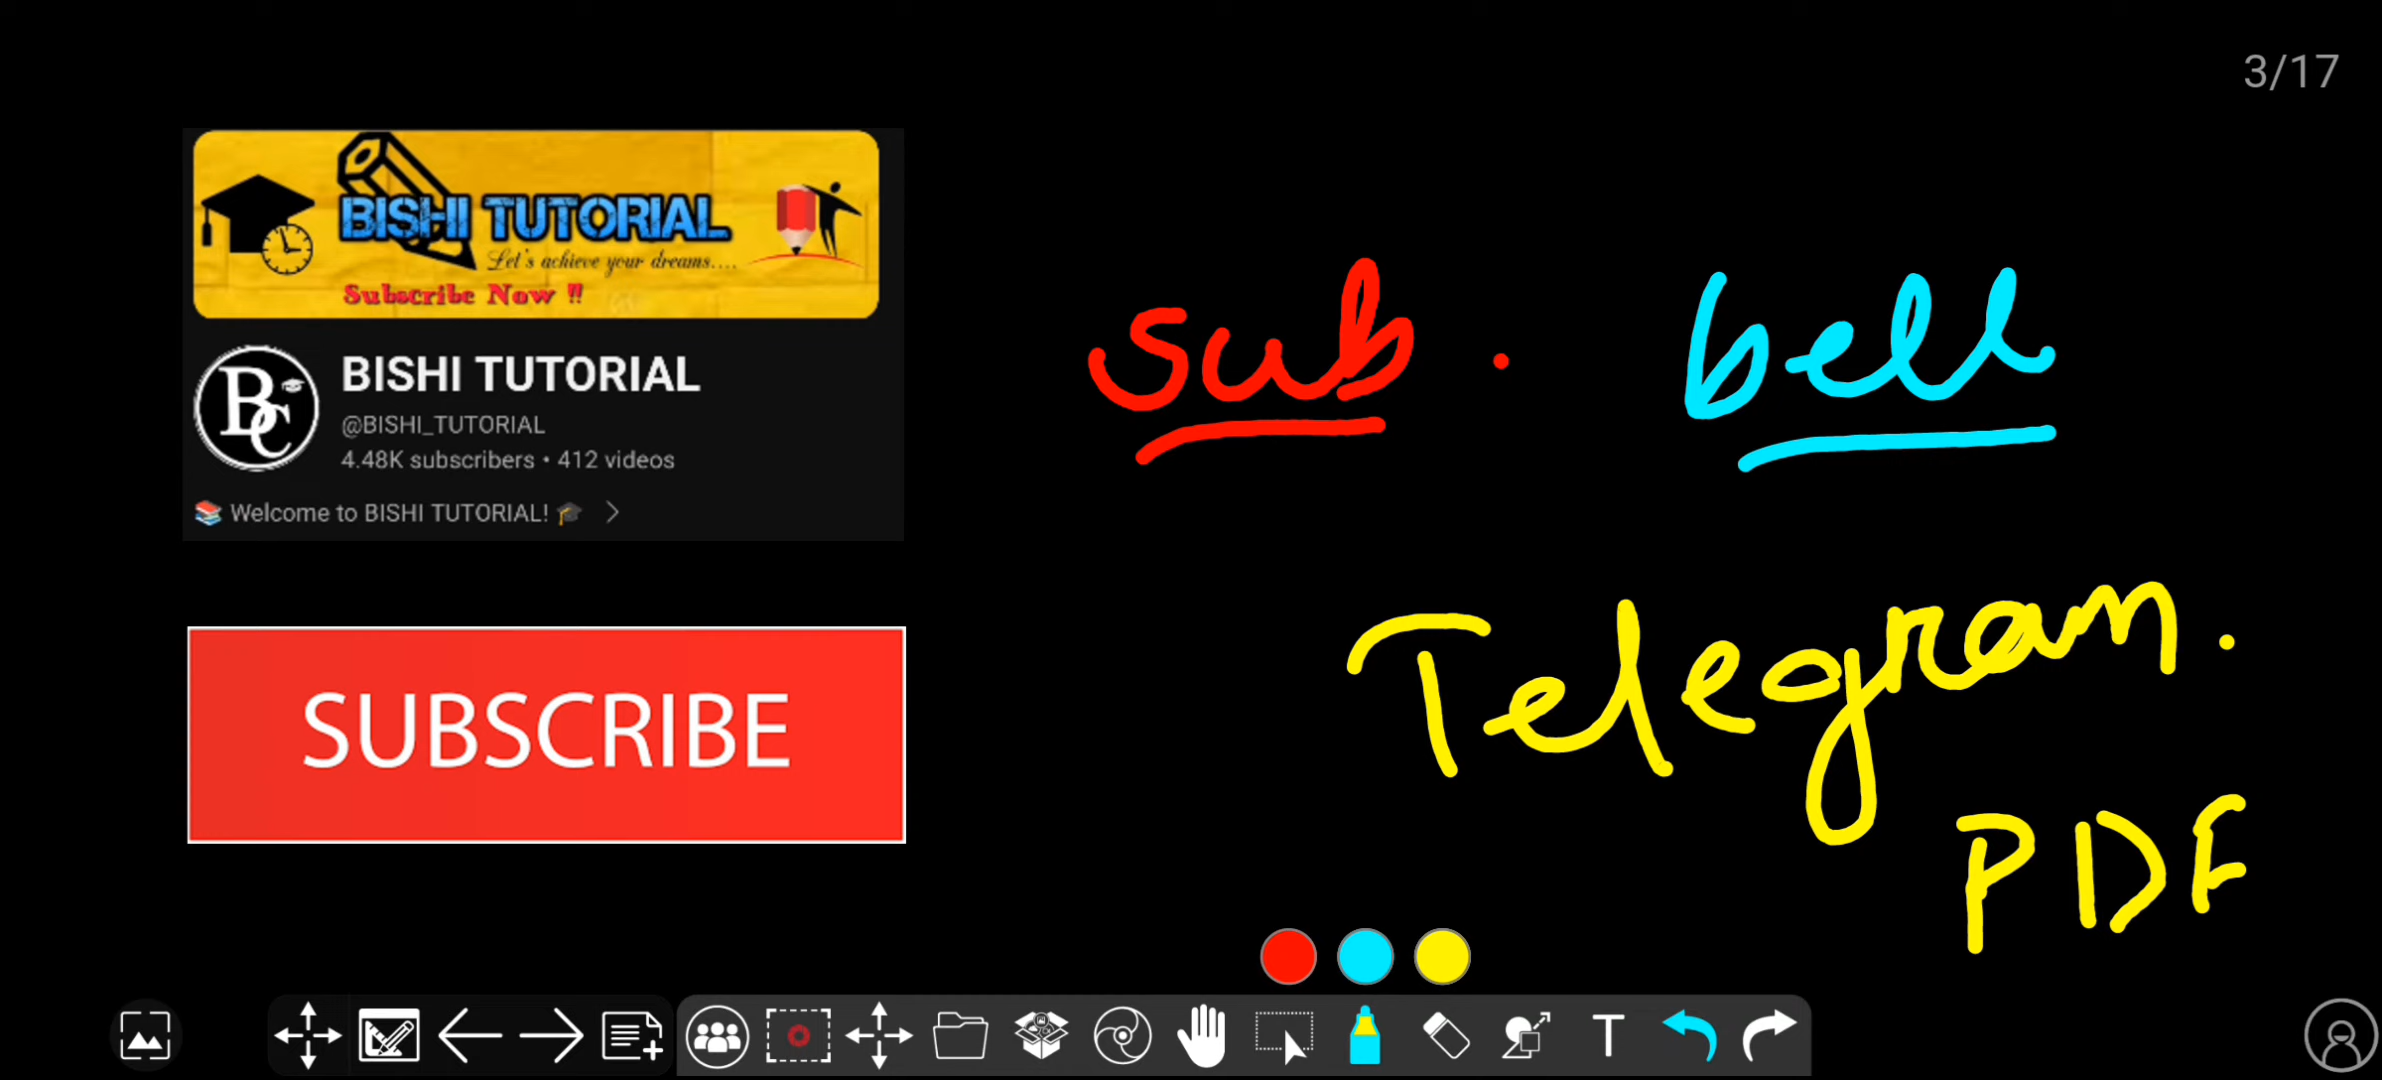 3/17
BISHI TUTORIAL
Let's achieve your dreams....
Subscribe Now !!
BC
BISHI TUTORIAL
@BISHI_TUTORIAL
4.48K subscribers • 412 videos
📚 Welcome to BISHI TUTORIAL! 🎓 >
sub. bell
SUBSCRIBE
Telegram.
PDF
T